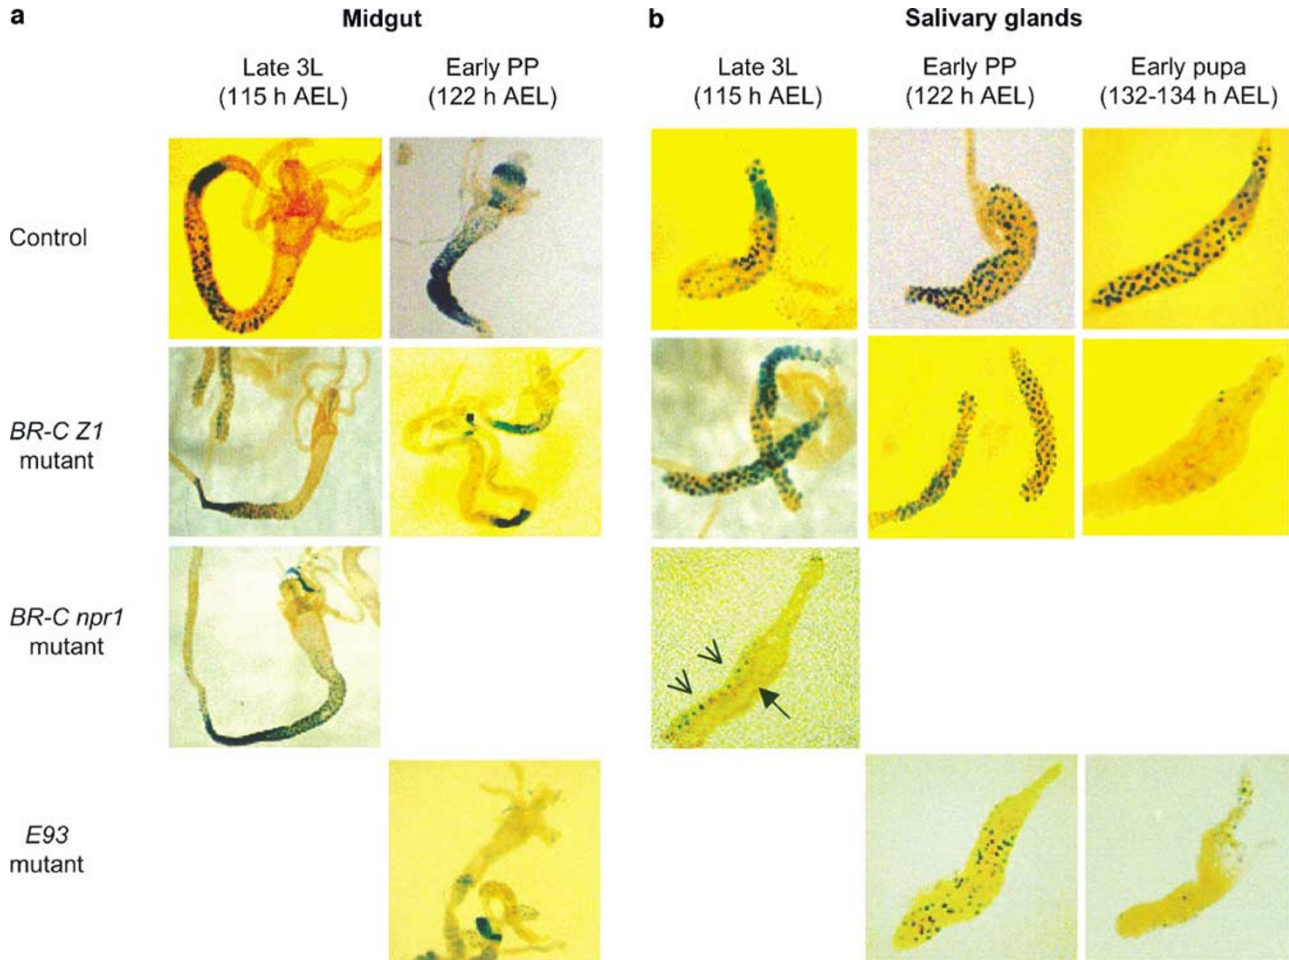 a
Midgut
b
Salivary glands
Late 3L
(115 h AEL)
Early PP
(122 h AEL)
Late 3L
(115 h AEL)
Early PP
(122 h AEL)
Early pupa
(132-134 h AEL)
Control
BR-C Z1
mutant
BR-C npr1
mutant
E93
mutant